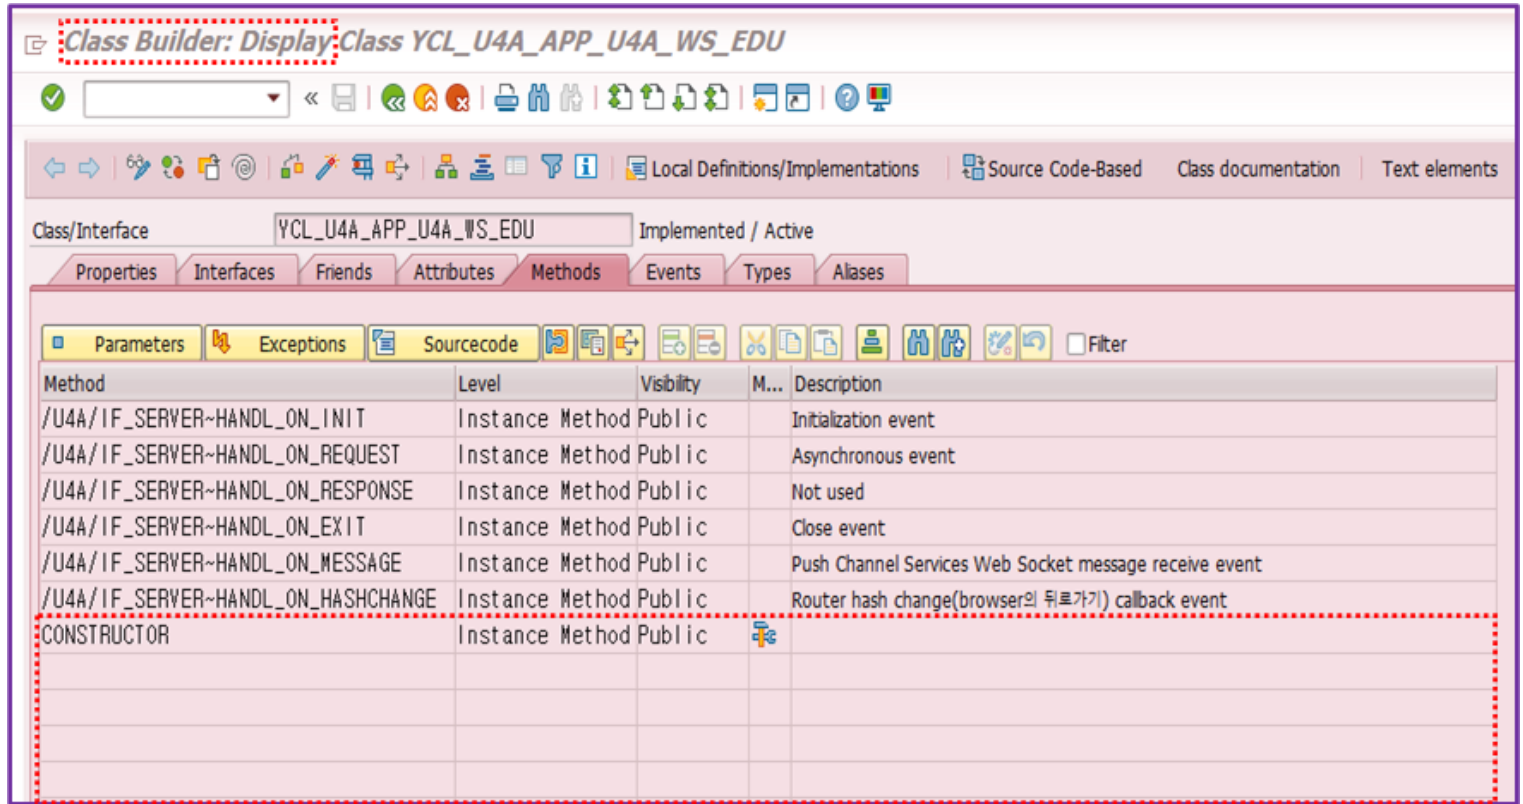 Class Builder: Display Class YCL_U4A_APP_U4A_WS_EDU
Local Definitions/Implementations Source Code-Based Class documentation Text elements
Class/Interface YCL_U4A_APP_U4A_WS_EDU Implemented / Active
Properties Interfaces Friends Attributes Methods Events Types Aliases
Parameters Exceptions Sourcecode Filter
Method Level Visibility M... Description
/U4A/IF_SERVER~HANDL_ON_INIT Instance Method Public Initialization event
/U4A/IF_SERVER~HANDL_ON_REQUEST Instance Method Public Asynchronous event
/U4A/IF_SERVER~HANDL_ON_RESPONSE Instance Method Public Not used
/U4A/IF_SERVER~HANDL_ON_EXIT Instance Method Public Close event
/U4A/IF_SERVER~HANDL_ON_MESSAGE Instance Method Public Push Channel Services Web Socket message receive event
/U4A/IF_SERVER~HANDL_ON_HASHCHANGE Instance Method Public Router hash change(browser의 뒤로가기) callback event
CONSTRUCTOR Instance Method Public